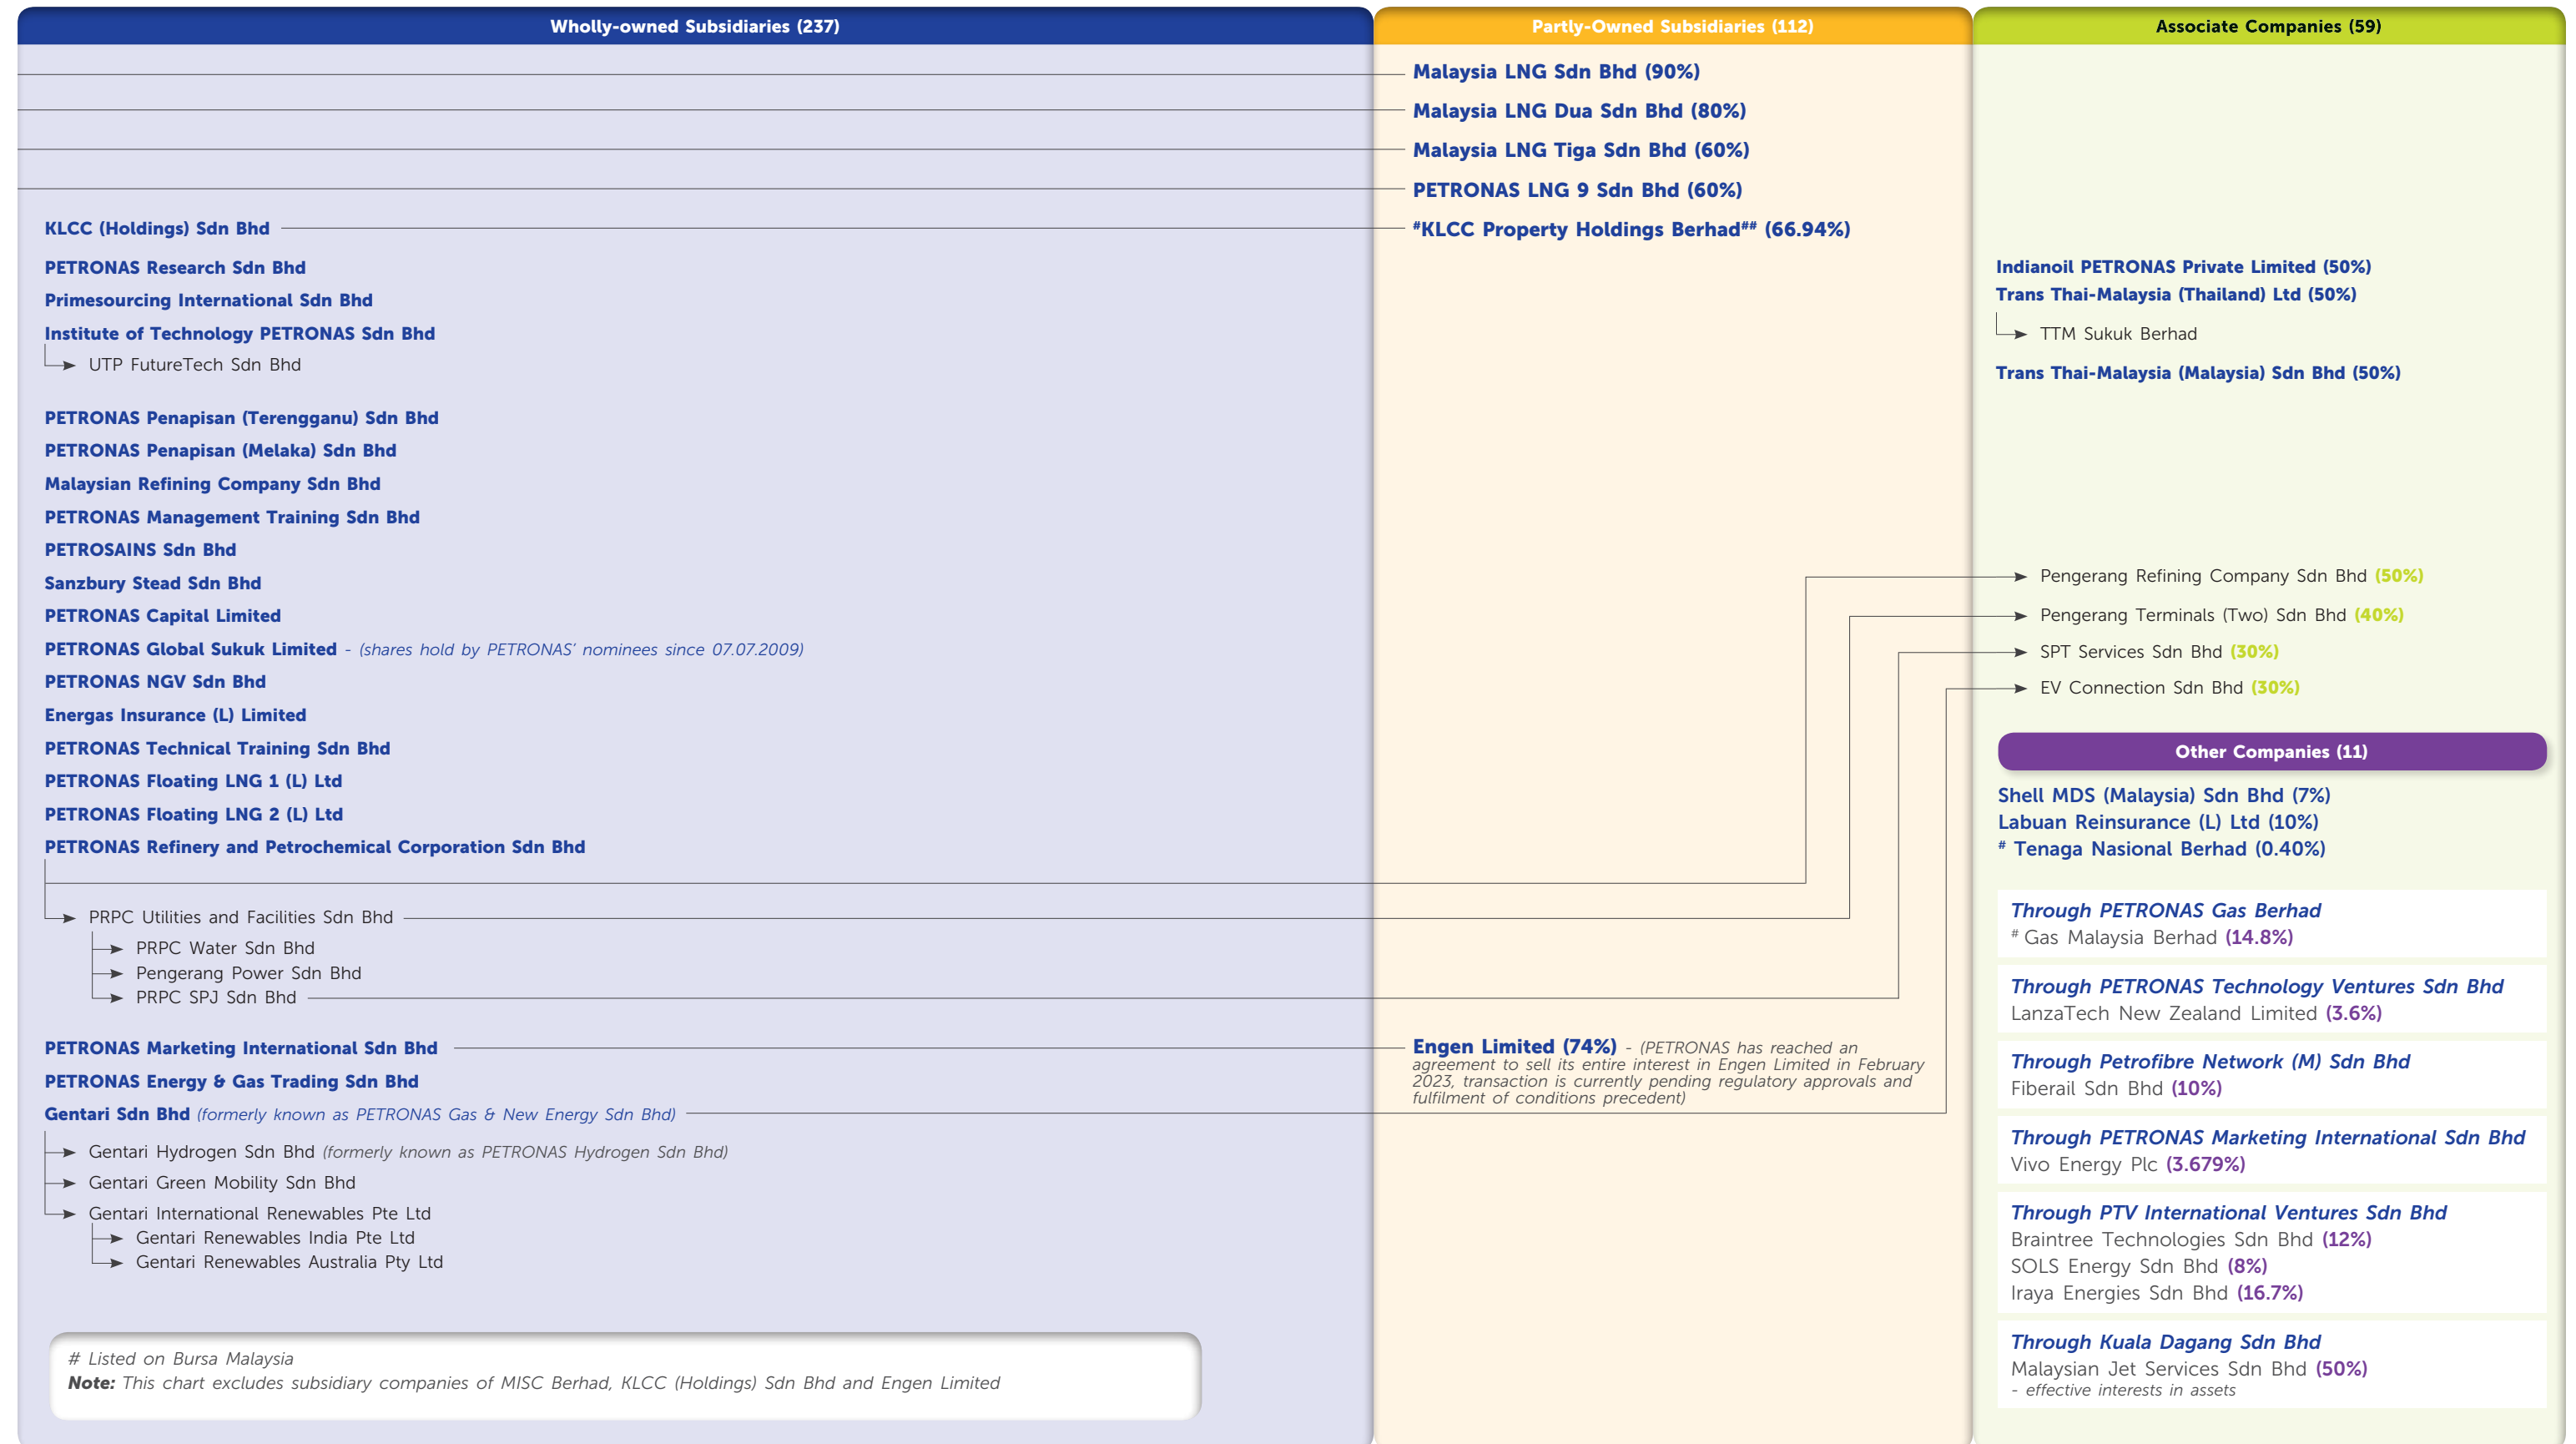 Wholly-owned Subsidiaries (237)
Partly-Owned Subsidiaries (112)
Associate Companies (59)
Malaysia LNG Sdn Bhd (90%)
Malaysia LNG Dua Sdn Bhd (80%)
Malaysia LNG Tiga Sdn Bhd (60%)
PETRONAS LNG 9 Sdn Bhd (60%)
KLCC (Holdings) Sdn Bhd
#KLCC Property Holdings Berhad## (66.94%)
PETRONAS Research Sdn Bhd
Primesourcing International Sdn Bhd
Institute of Technology PETRONAS Sdn Bhd
UTP FutureTech Sdn Bhd
PETRONAS Penapisan (Terengganu) Sdn Bhd
PETRONAS Penapisan (Melaka) Sdn Bhd
Malaysian Refining Company Sdn Bhd
PETRONAS Management Training Sdn Bhd
PETROSAINS Sdn Bhd
Sanzbury Stead Sdn Bhd
PETRONAS Capital Limited
PETRONAS Global Sukuk Limited - (shares hold by PETRONAS' nominees since 07.07.2009)
PETRONAS NGV Sdn Bhd
Energas Insurance (L) Limited
PETRONAS Technical Training Sdn Bhd
PETRONAS Floating LNG 1 (L) Ltd
PETRONAS Floating LNG 2 (L) Ltd
PETRONAS Refinery and Petrochemical Corporation Sdn Bhd
PRPC Utilities and Facilities Sdn Bhd
PRPC Water Sdn Bhd
Pengerang Power Sdn Bhd
PRPC SPJ Sdn Bhd
PETRONAS Marketing International Sdn Bhd
PETRONAS Energy & Gas Trading Sdn Bhd
Gentari Sdn Bhd (formerly known as PETRONAS Gas & New Energy Sdn Bhd)
Gentari Hydrogen Sdn Bhd (formerly known as PETRONAS Hydrogen Sdn Bhd)
Gentari Green Mobility Sdn Bhd
Gentari International Renewables Pte Ltd
Gentari Renewables India Pte Ltd
Gentari Renewables Australia Pty Ltd
# Listed on Bursa Malaysia
Note: This chart excludes subsidiary companies of MISC Berhad, KLCC (Holdings) Sdn Bhd and Engen Limited
Engen Limited (74%) - (PETRONAS has reached an
agreement to sell its entire interest in Engen Limited in February
2023, transaction is currently pending regulatory approvals and
fulfilment of conditions precedent)
Indianoil PETRONAS Private Limited (50%)
Trans Thai-Malaysia (Thailand) Ltd (50%)
TTM Sukuk Berhad
Trans Thai-Malaysia (Malaysia) Sdn Bhd (50%)
Pengerang Refining Company Sdn Bhd (50%)
Pengerang Terminals (Two) Sdn Bhd (40%)
SPT Services Sdn Bhd (30%)
EV Connection Sdn Bhd (30%)
Other Companies (11)
Shell MDS (Malaysia) Sdn Bhd (7%)
Labuan Reinsurance (L) Ltd (10%)
# Tenaga Nasional Berhad (0.40%)
Through PETRONAS Gas Berhad
# Gas Malaysia Berhad (14.8%)
Through PETRONAS Technology Ventures Sdn Bhd
LanzaTech New Zealand Limited (3.6%)
Through Petrofibre Network (M) Sdn Bhd
Fiberail Sdn Bhd (10%)
Through PETRONAS Marketing International Sdn Bhd
Vivo Energy Plc (3.679%)
Through PTV International Ventures Sdn Bhd
Braintree Technologies Sdn Bhd (12%)
SOLS Energy Sdn Bhd (8%)
Iraya Energies Sdn Bhd (16.7%)
Through Kuala Dagang Sdn Bhd
Malaysian Jet Services Sdn Bhd (50%)
- effective interests in assets